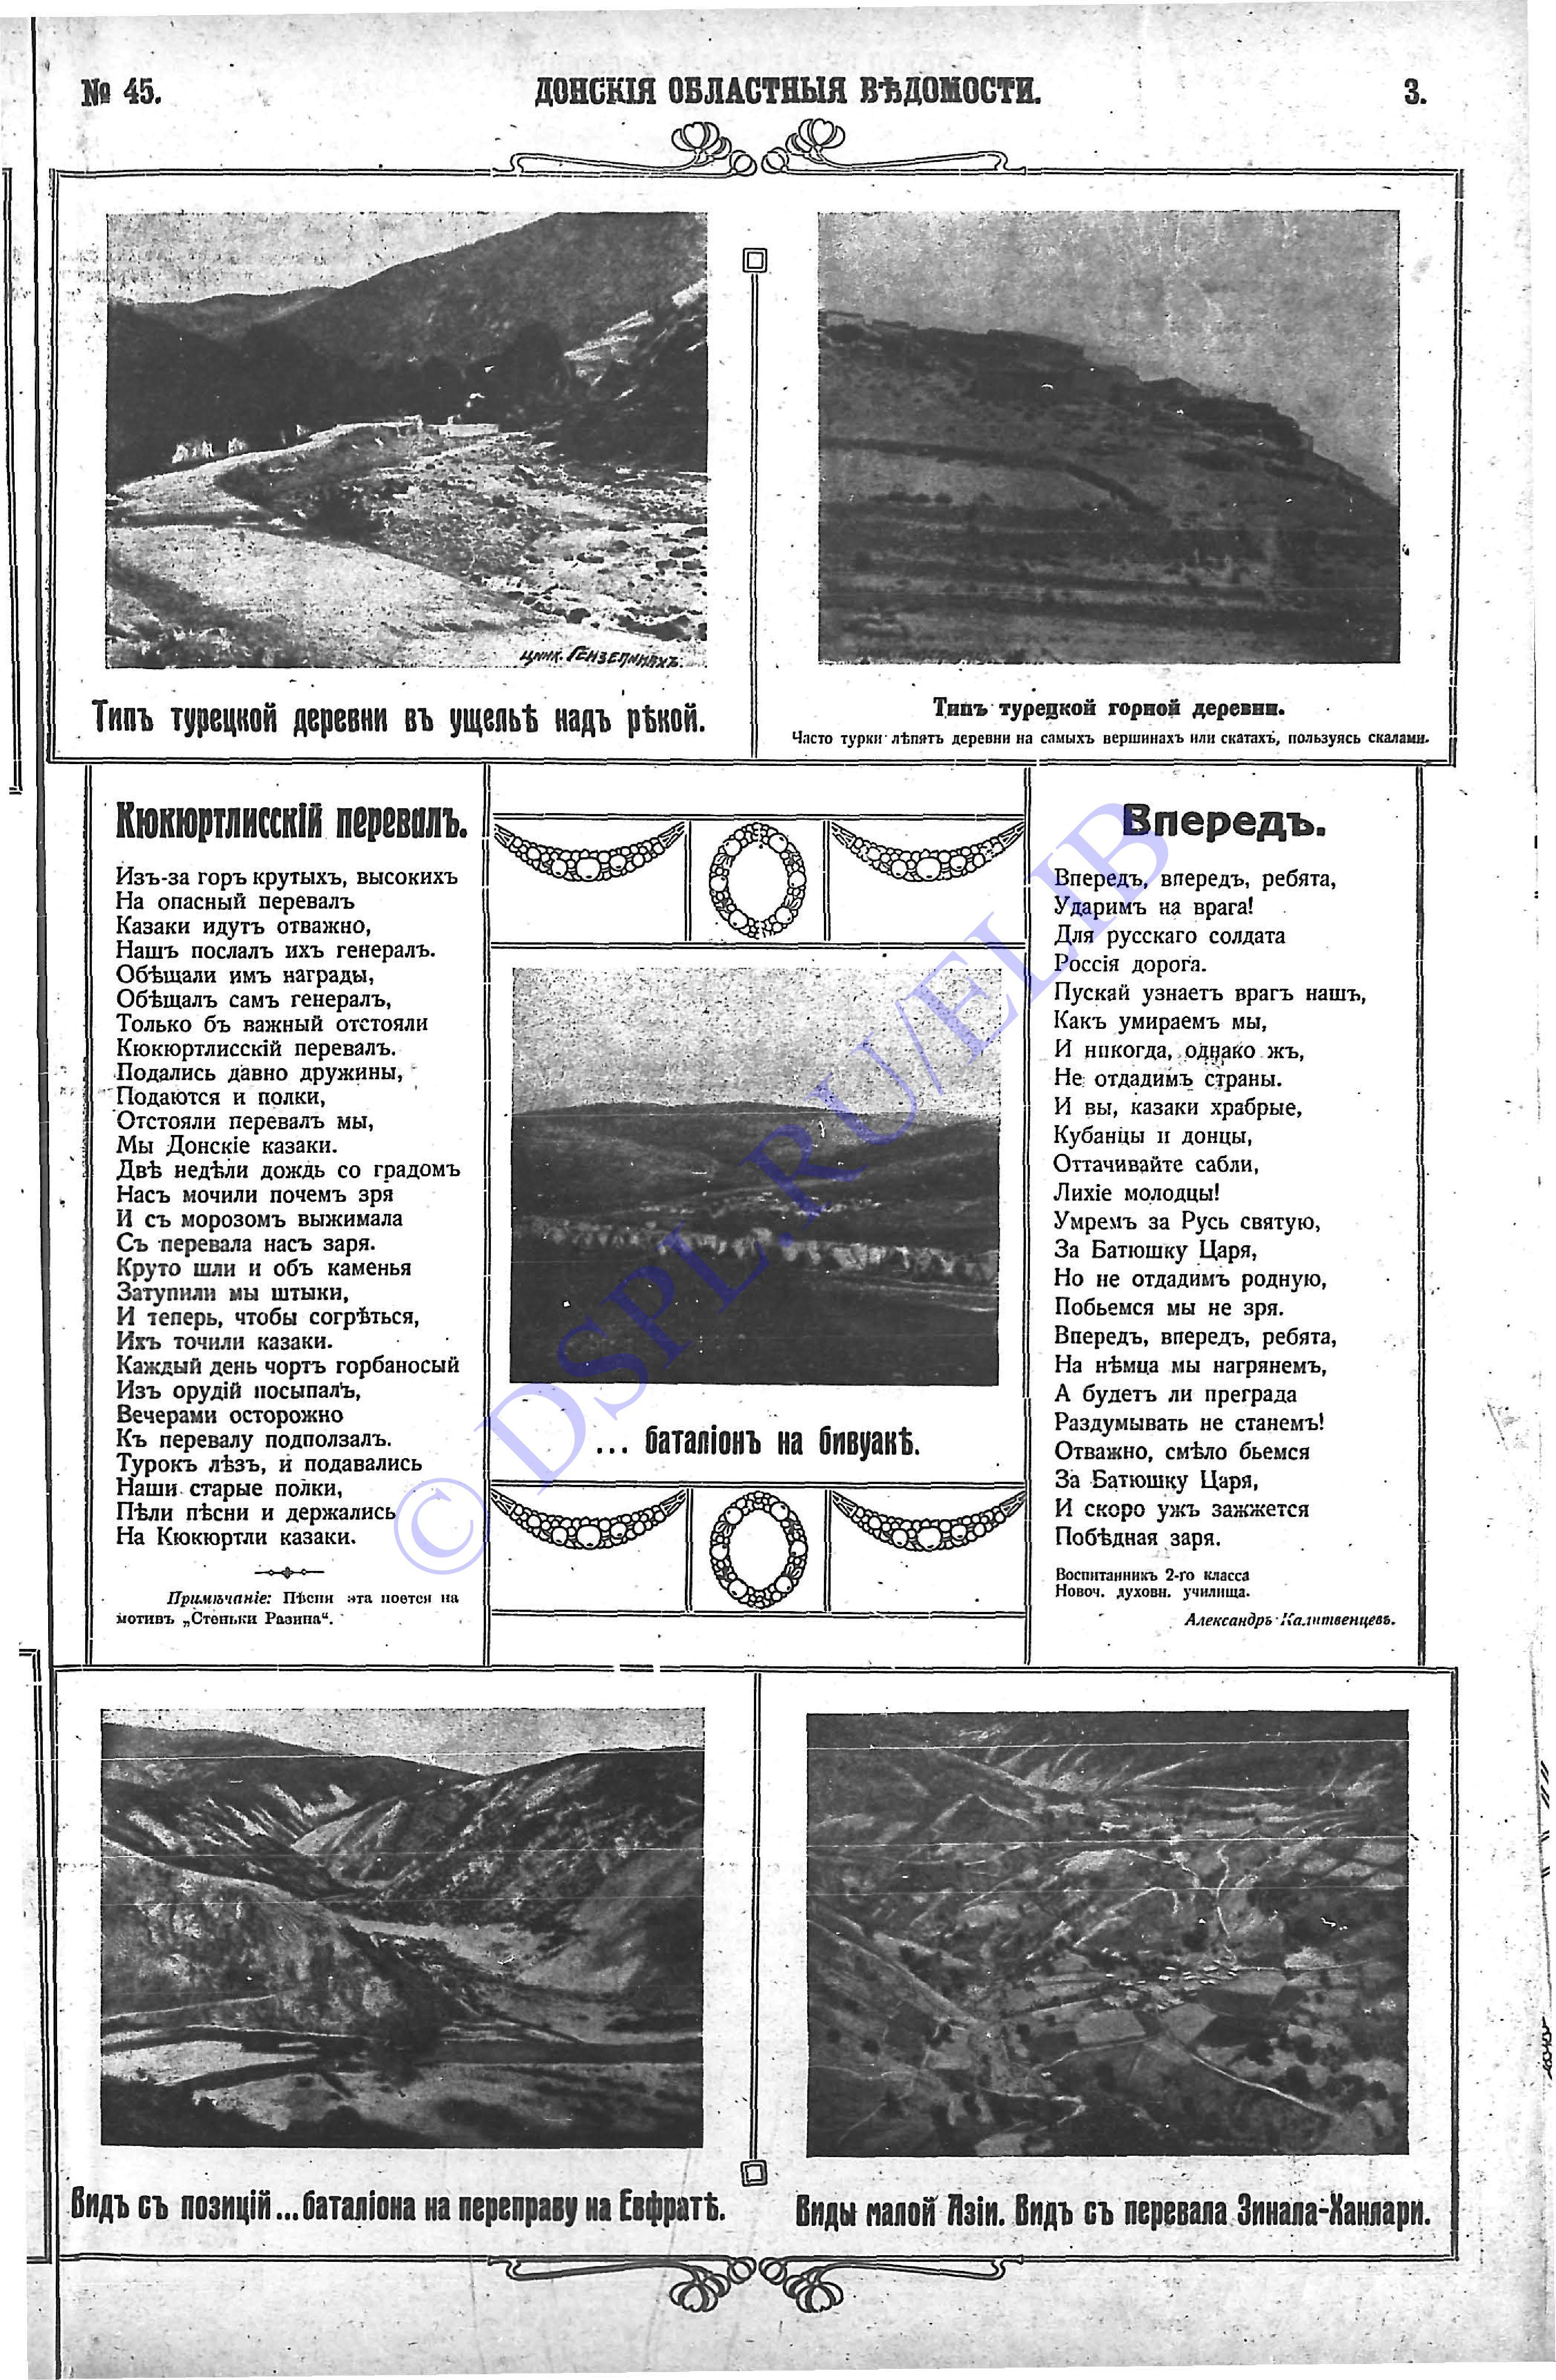 № 45.
ДОНСКІЯ ОБЛАСТНЫЯ ВѢДОМОСТИ.
3.
цинк. Гензелинихъ.
Типъ турецкой деревни въ ущельѣ надъ рѣкой.
Типъ турецкой горной деревни.
Часто турки лѣпятъ деревни на самыхъ вершинахъ или скатахъ, пользуясь скалами.
Кюкюртлисскій перевалъ.
Изъ-за горъ крутыхъ, высокихъ
На опасный перевалъ
Казаки идутъ отважно,
Нашъ послалъ ихъ генералъ.
Обѣщали имъ награды,
Обѣщалъ самъ генералъ,
Только бъ важный отстояли
Кюкюртлисскій перевалъ.
Подались давно дружины,
Подаются и полки,
Отстояли перевалъ мы,
Мы Донскіе казаки.
Двѣ недѣли дождь со градомъ
Насъ мочили почемъ зря
И съ морозомъ выжимала
Съ перевала насъ заря.
Круто шли и объ каменья
Затупили мы штыки,
И теперь, чтобы согрѣться,
Ихъ точили казаки.
Каждый день чортъ горбаносый
Изъ орудій посыпалъ,
Вечерами осторожно
Къ перевалу подползалъ.
Турокъ лѣзъ, и подавались
Наши старые полки,
Пѣли пѣсни и держались
На Кюкюртли казаки.
Примѣчаніе: Пѣсни эта поется на
мотивъ „Стеньки Разина“.
... баталіонъ на бивуакѣ.
Впередъ.
Впередъ, впередъ, ребята,
Ударимъ на врага!
Для русскаго солдата
Россія дорога.
Пускай узнаетъ врагъ нашъ,
Какъ умираемъ мы,
И никогда, однако жъ,
Не отдадимъ страны.
И вы, казаки храбрые,
Кубанцы и донцы,
Оттачивайте сабли,
Лихіе молодцы!
Умремъ за Русь святую,
За Батюшку Царя,
Но не отдадимъ родную,
Побьемся мы не зря.
Впередъ, впередъ, ребята,
На нѣмца мы нагрянемъ,
А будетъ ли преграда
Раздумывать не станемъ!
Отважно, смѣло бьемся
За Батюшку Царя,
И скоро ужъ зажжется
Побѣдная заря.
Воспитанникъ 2-го класса
Новоч. духовн. училища.
Александръ Калитвенцевъ.
© DSPL.RU/ELIB
Видъ съ позицій ... баталіона на переправу на Евфратѣ.
Виды малой Азіи. Видъ съ перевала Зинала-Ханлари.